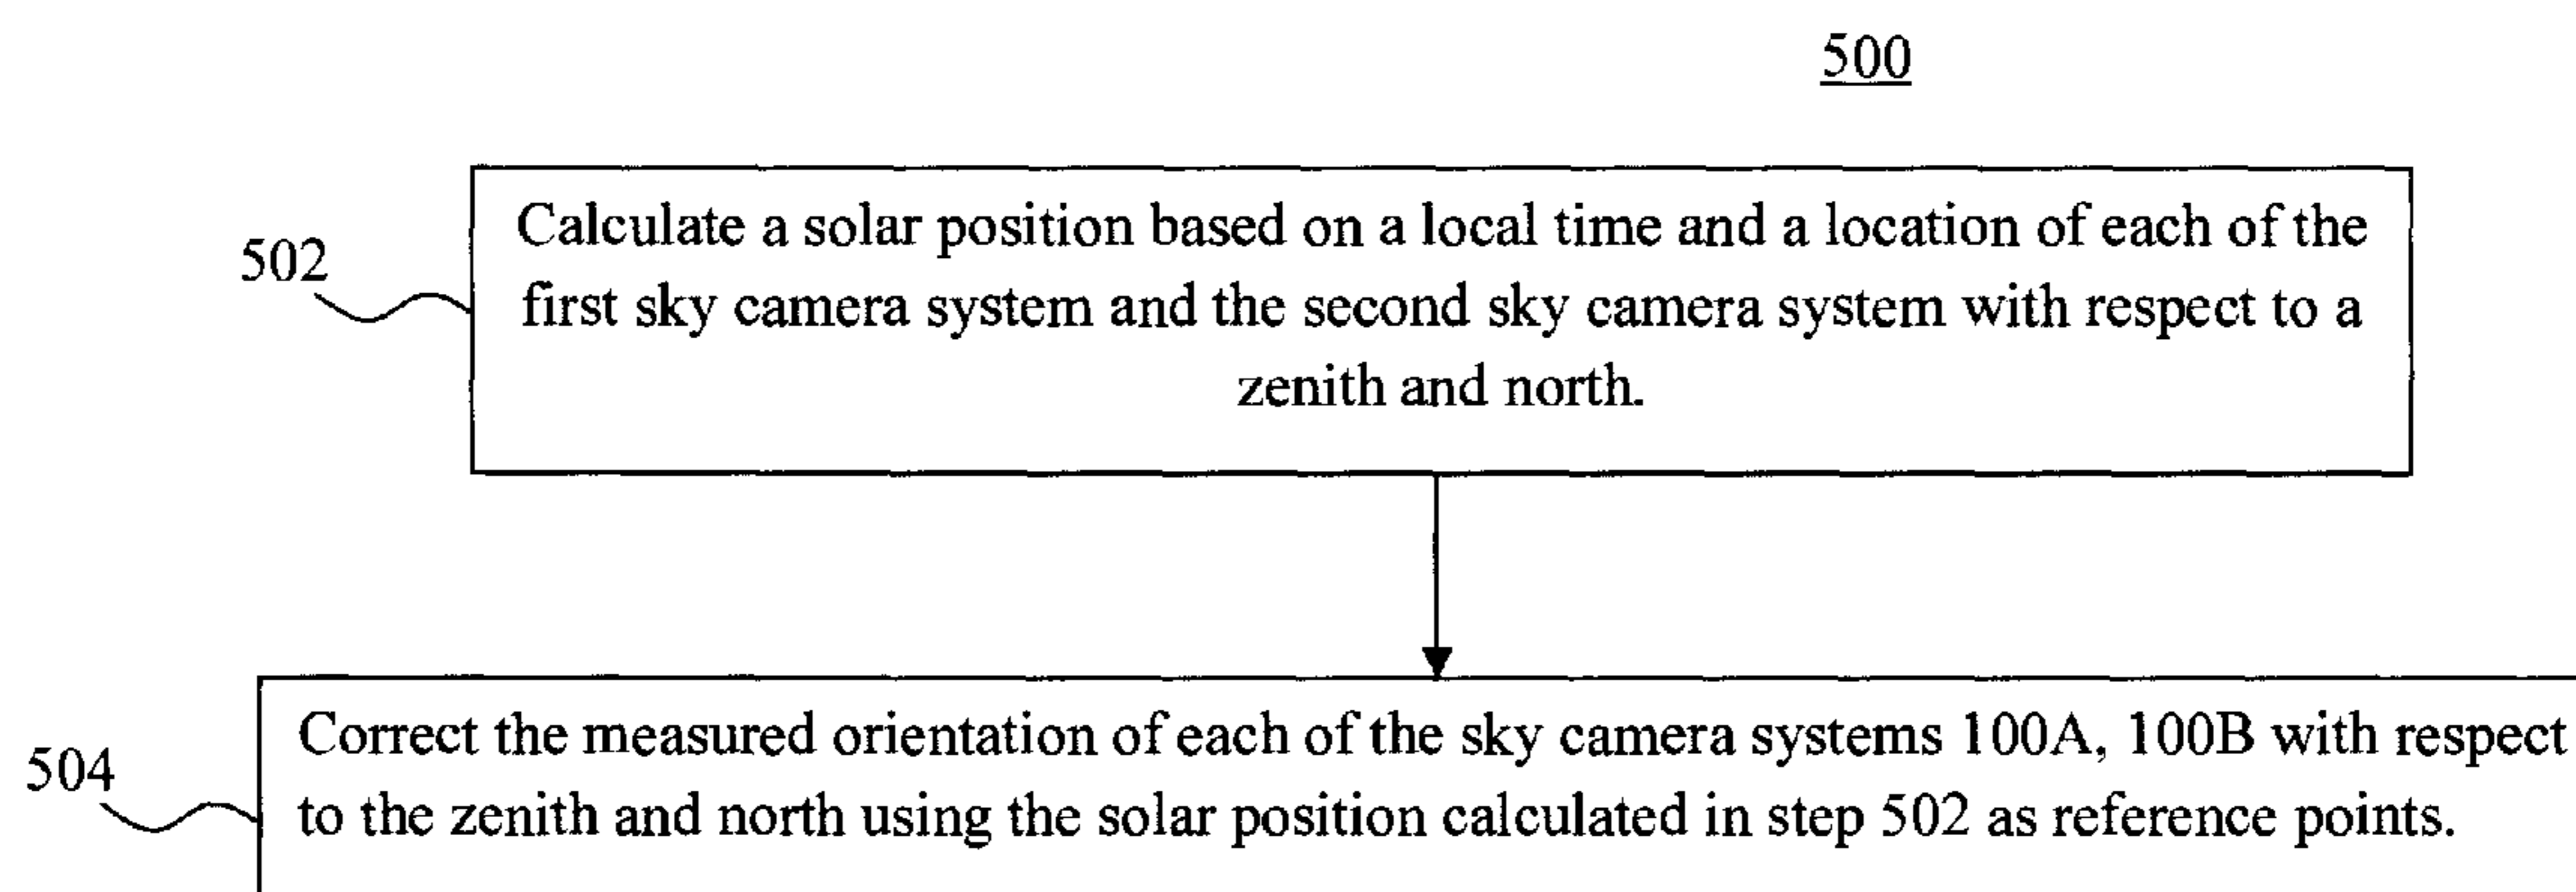 500
502
Calculate a solar position based on a local time and a location of each of the
first sky camera system and the second sky camera system with respect to a
zenith and north.
504
Correct the measured orientation of each of the sky camera systems 100A, 100B with respect
to the zenith and north using the solar position calculated in step 502 as reference points.